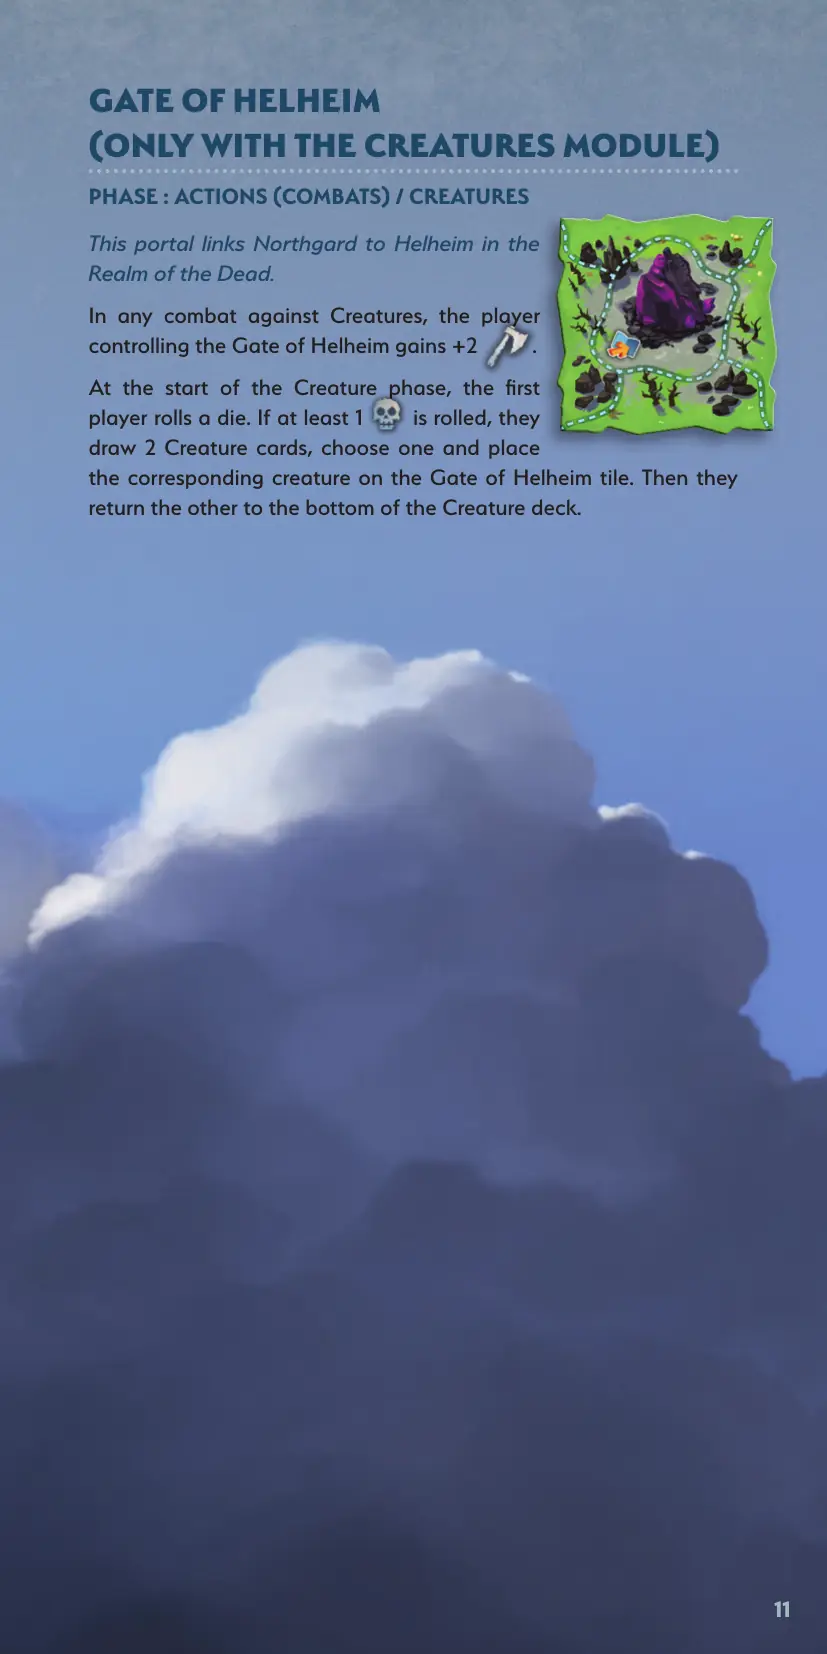 GATE OF HELHEIM
(ONLY WITH THE CREATURES MODULE)
PHASE : ACTIONS (COMBATS) / CREATURES
This portal links Northgard to Helheim in the
Realm of the Dead.
In any combat against Creatures, the player
controlling the Gate of Helheim gains +2 .
At the start of the Creature phase, the first
player rolls a die. If at least 1 is rolled, they
draw 2 Creature cards, choose one and place
the corresponding creature on the Gate of Helheim tile. Then they
return the other to the bottom of the Creature deck.
11